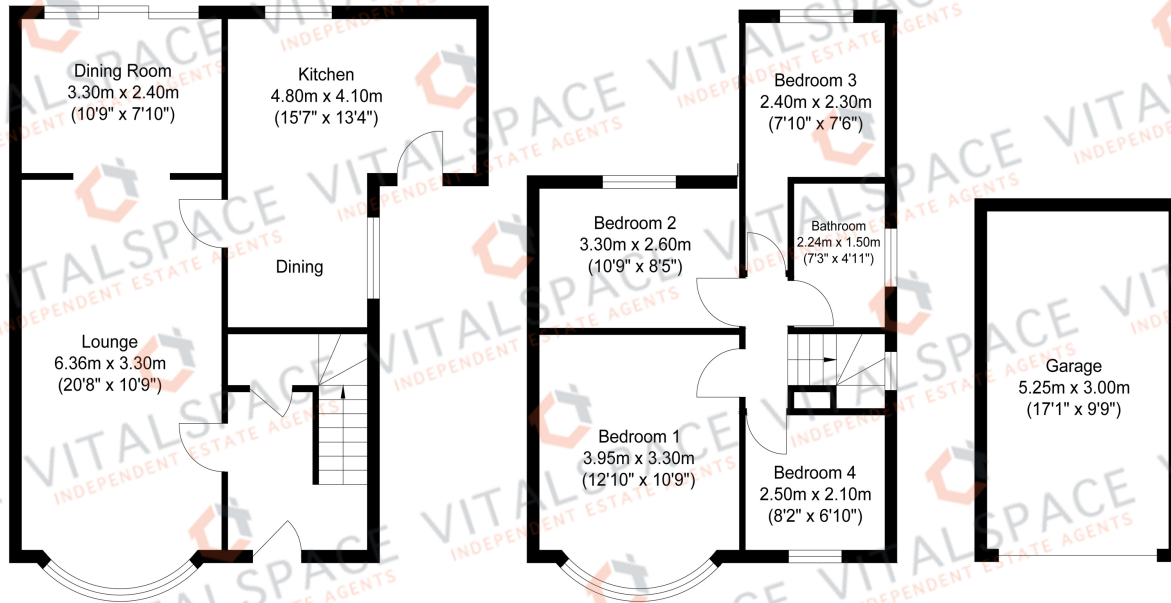 Dining Room
3.30m x 2.40m
(10'9" x 7'10")
Kitchen
4.80m x 4.10m
(15'7" x 13'4")
Dining
Lounge
6.36m x 3.30m
(20'8" x 10'9")
Bedroom 3
2.40m x 2.30m
(7'10" x 7'6")
Bedroom 2
3.30m x 2.60m
(10'9" x 8'5")
Bathroom
2.24m x 1.50m
(7'3" x 4'11")
Bedroom 1
3.95m x 3.30m
(12'10" x 10'9")
Bedroom 4
2.50m x 2.10m
(8'2" x 6'10")
Garage
5.25m x 3.00m
(17'1" x 9'9")
VITALSPACE
INDEPENDENT ESTATE AGENTS